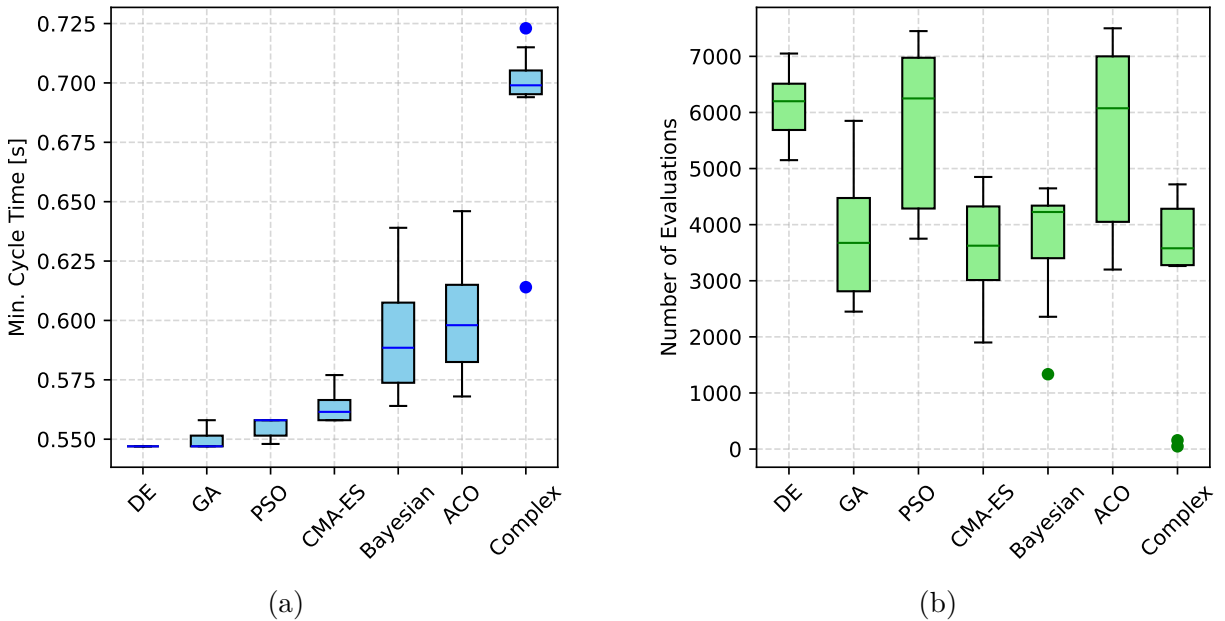 Min. Cycle Time [s]
0.725
0.700
0.675
0.650
0.625
0.600
0.575
0.550
DE
GA
PSO
CMA-ES
Bayesian
ACO
Complex
(a)
Number of Evaluations
7000
6000
5000
4000
3000
2000
1000
0
DE
GA
PSO
CMA-ES
Bayesian
ACO
Complex
(b)